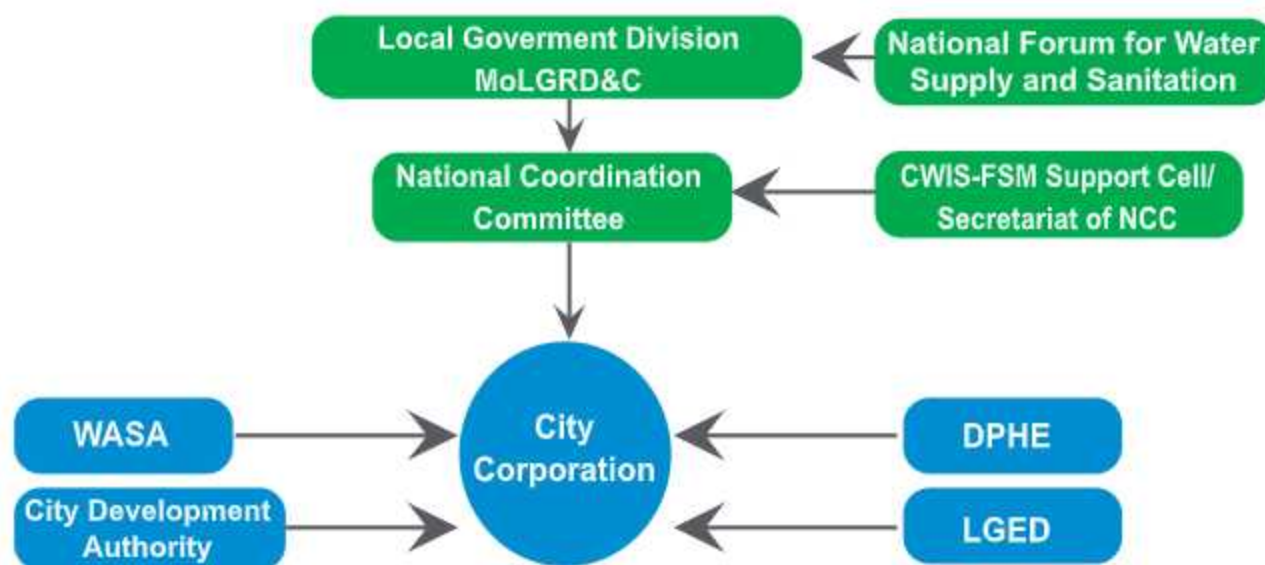 Local Goverment Division
MoLGRD&C
National Forum for Water
Supply and Sanitation
National Coordination
Committee
CWIS-FSM Support Cell/
Secretariat of NCC
WASA
City
Corporation
DPHE
City Development
Authority
LGED